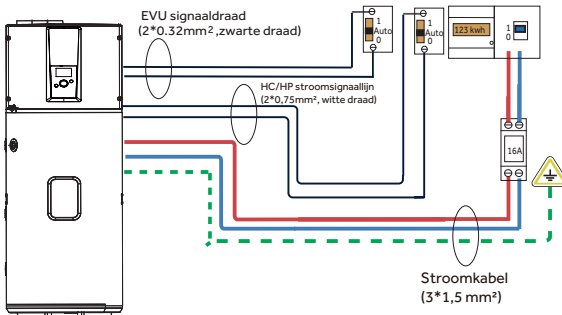 EVU signaaldraad
(2*0.32mm², zwarte draad)
1
Auto
0
1
Auto
0
123 kwh
1
0
HC/HP stroomsignaallijn
(2*0,75mm², witte draad)
16A
Stroomkabel
(3*1,5 mm²)